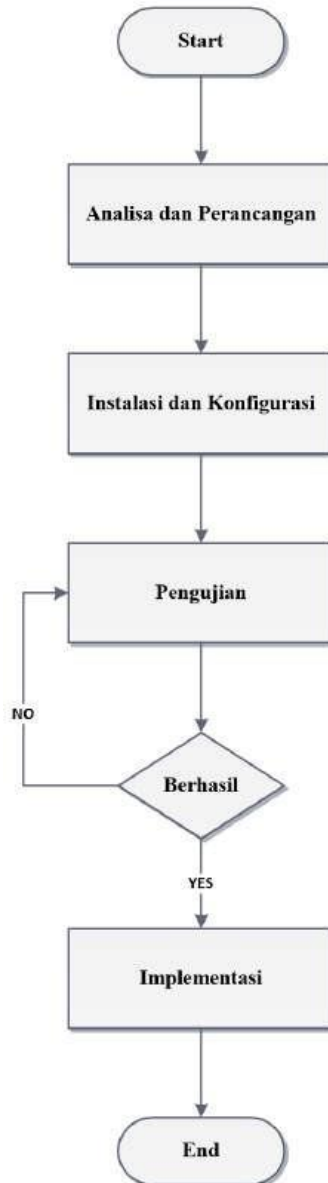 Start
Analisa dan Perancangan
Instalasi dan Konfigurasi
Pengujian
NO
Berhasil
YES
Implementasi
End